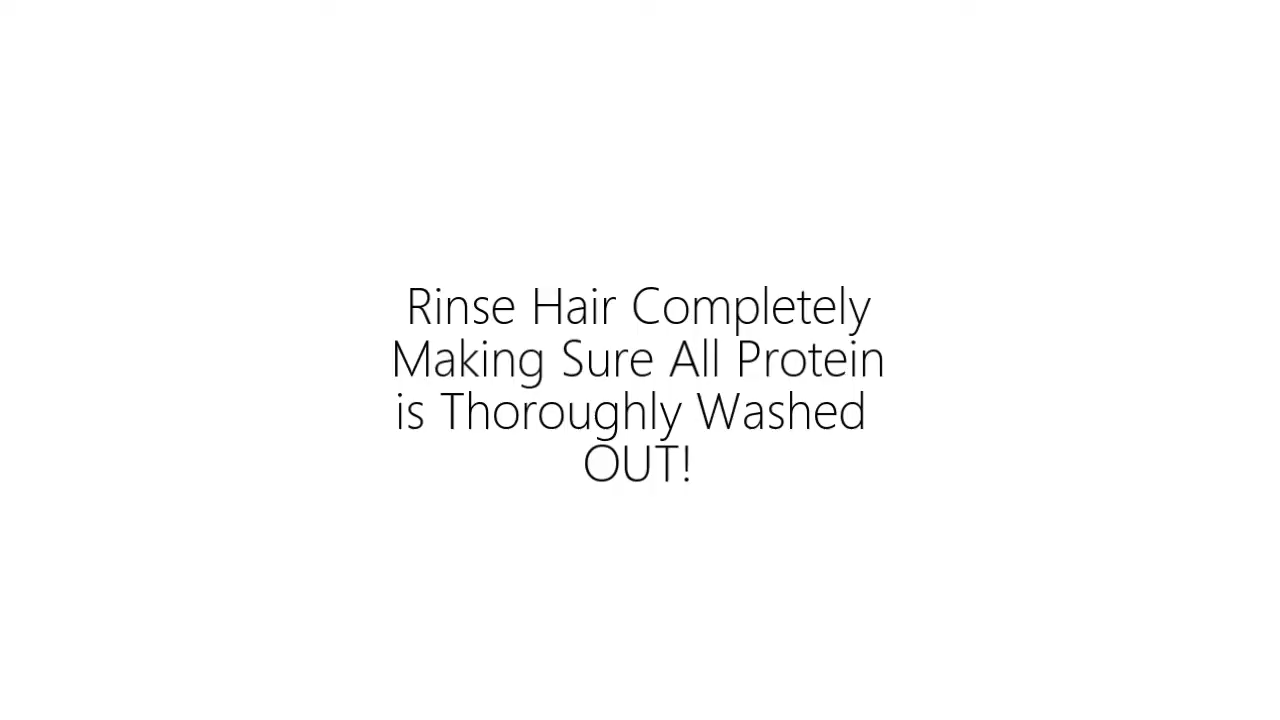 Rinse Hair Completely
Making Sure All Protein
is Thoroughly Washed
OUT!